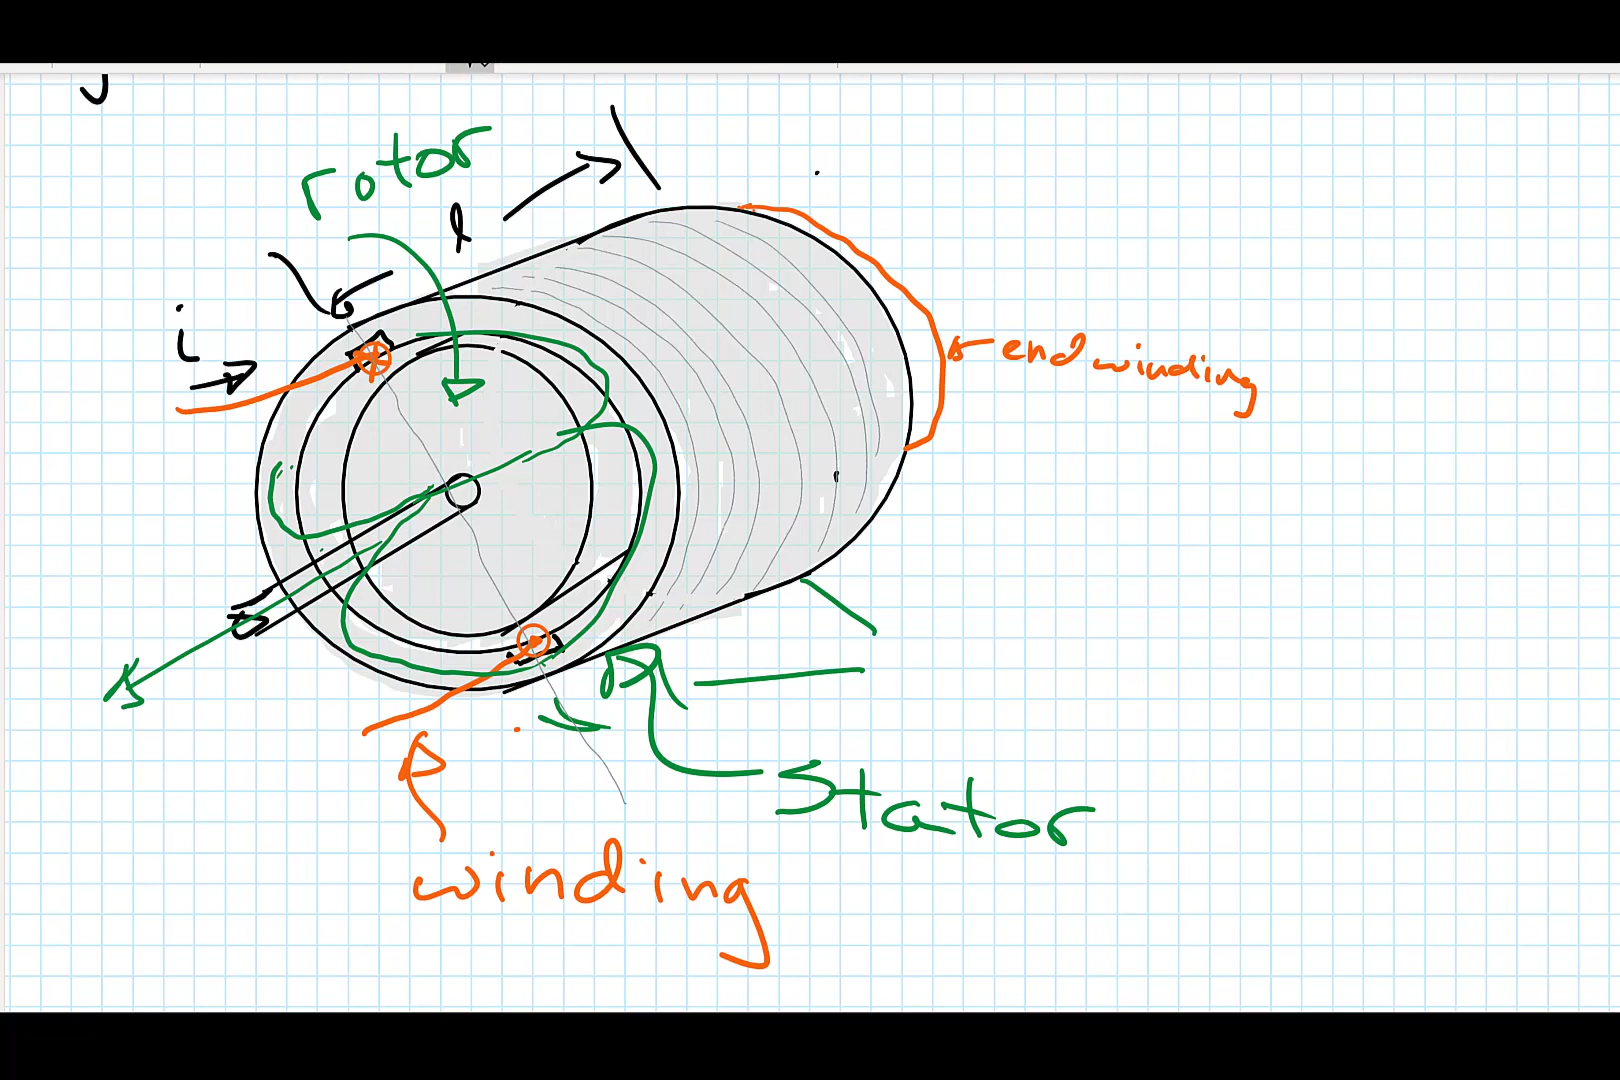 rotor
l
i
end winding
stator
winding